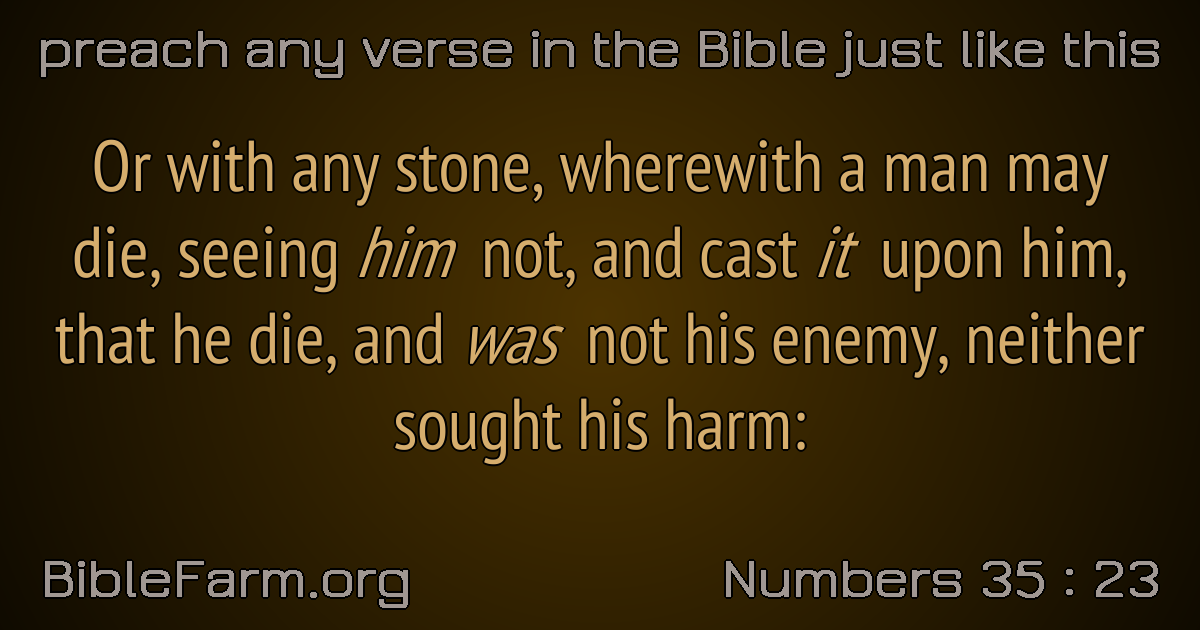 preach any verse in the Bible just like this
Or with any stone, wherewith a man may
die, seeing him not, and cast it upon him,
that he die, and was not his enemy, neither
sought his harm:
BibleFarm.org
Numbers 35 : 23